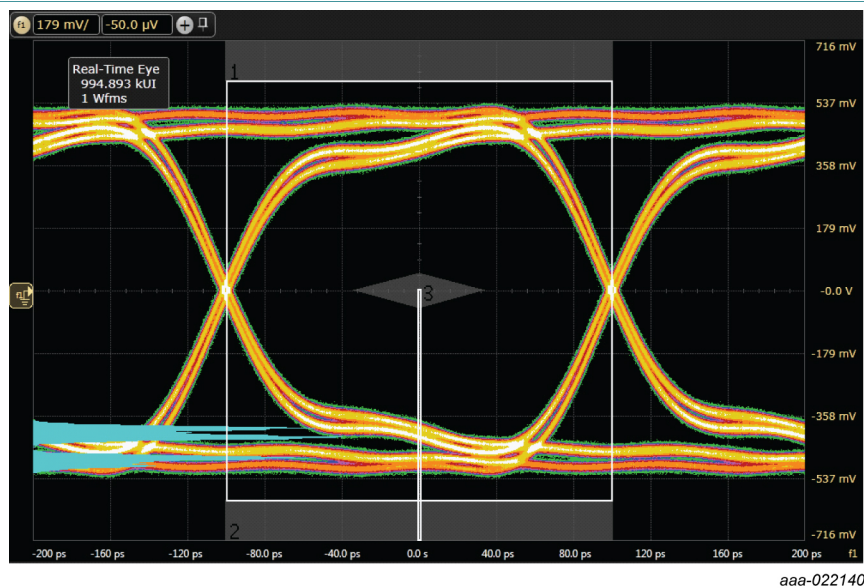 f1 179 mV/ -50.0 µV +
716 mV
Real-Time Eye
994.893 kUI
1 Wfms
1
537 mV
358 mV
179 mV
3
-0.0 V
-179 mV
-358 mV
-537 mV
2
-716 mV
-200 ps -160 ps -120 ps -80.0 ps -40.0 ps 0.0 s 40.0 ps 80.0 ps 120 ps 160 ps 200 ps f1
aaa-022140